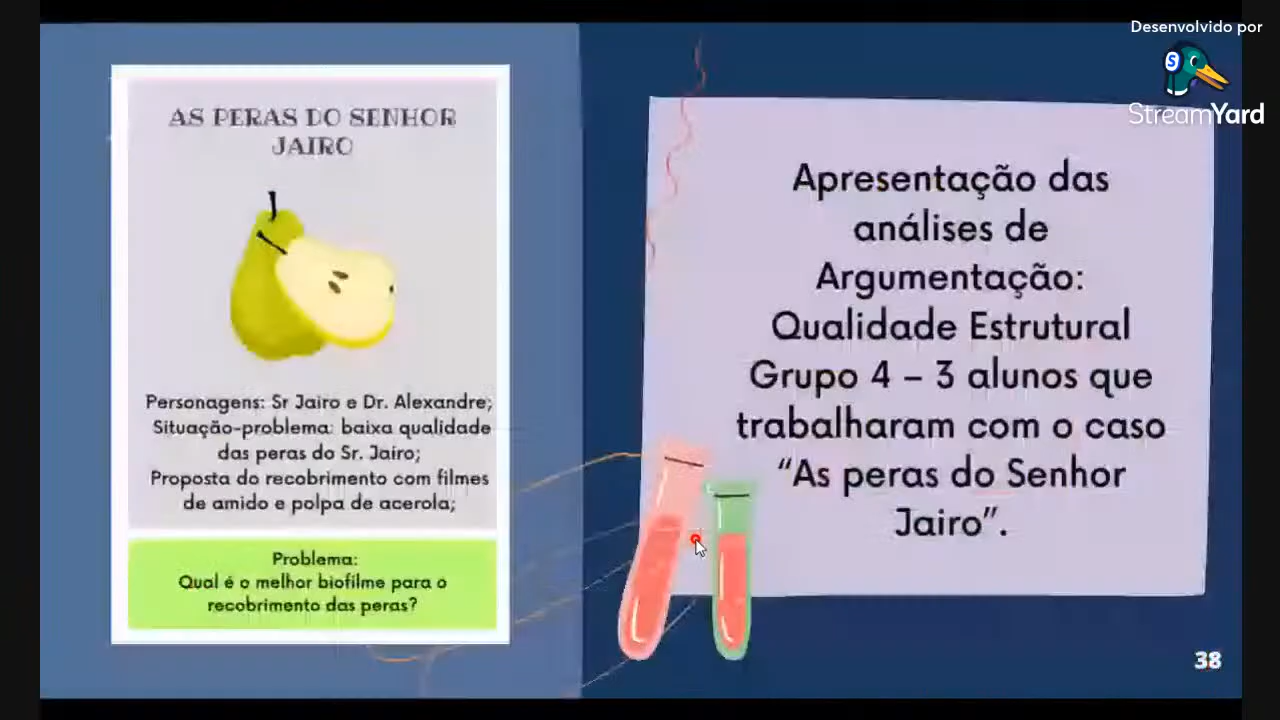 Desenvolvido por
S
StreamYard
AS PERAS DO SENHOR
JAIRO
Personagens: Sr Jairo e Dr. Alexandre;
Situação-problema: baixa qualidade
das peras do Sr. Jairo;
Proposta do recobrimento com filmes
de amido e polpa de acerola;
Problema:
Qual é o melhor biofilme para o
recobrimento das peras?
Apresentação das
análises de
Argumentação:
Qualidade Estrutural
Grupo 4 – 3 alunos que
trabalharam com o caso
“As peras do Senhor
Jairo”.
38